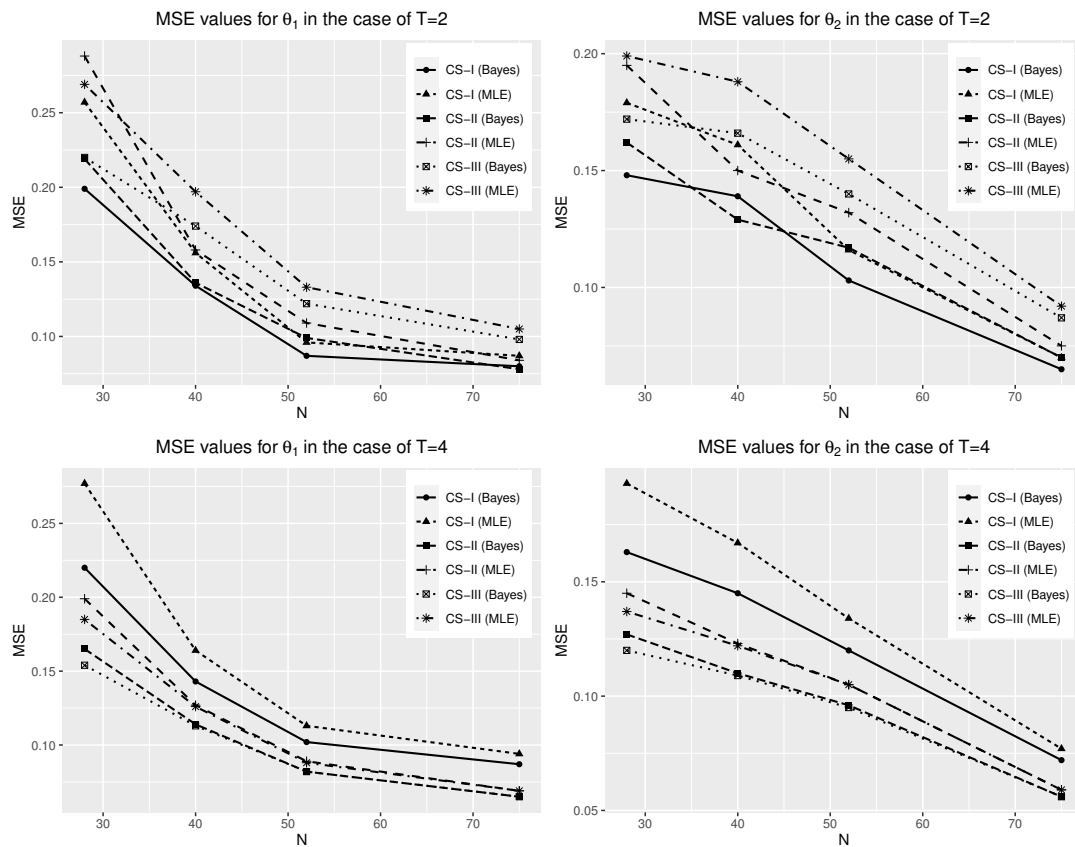 MSE values for θ₁ in the case of T=2
MSE
0.25
0.20
0.15
0.10
30
40
50
60
70
N
CS−I (Bayes)
CS−I (MLE)
CS−II (Bayes)
CS−II (MLE)
CS−III (Bayes)
CS−III (MLE)
MSE values for θ₂ in the case of T=2
MSE
0.20
0.15
0.10
30
40
50
60
70
N
CS−I (Bayes)
CS−I (MLE)
CS−II (Bayes)
CS−II (MLE)
CS−III (Bayes)
CS−III (MLE)
MSE values for θ₁ in the case of T=4
MSE
0.25
0.20
0.15
0.10
30
40
50
60
70
N
CS−I (Bayes)
CS−I (MLE)
CS−II (Bayes)
CS−II (MLE)
CS−III (Bayes)
CS−III (MLE)
MSE values for θ₂ in the case of T=4
MSE
0.15
0.10
0.05
30
40
50
60
70
N
CS−I (Bayes)
CS−I (MLE)
CS−II (Bayes)
CS−II (MLE)
CS−III (Bayes)
CS−III (MLE)